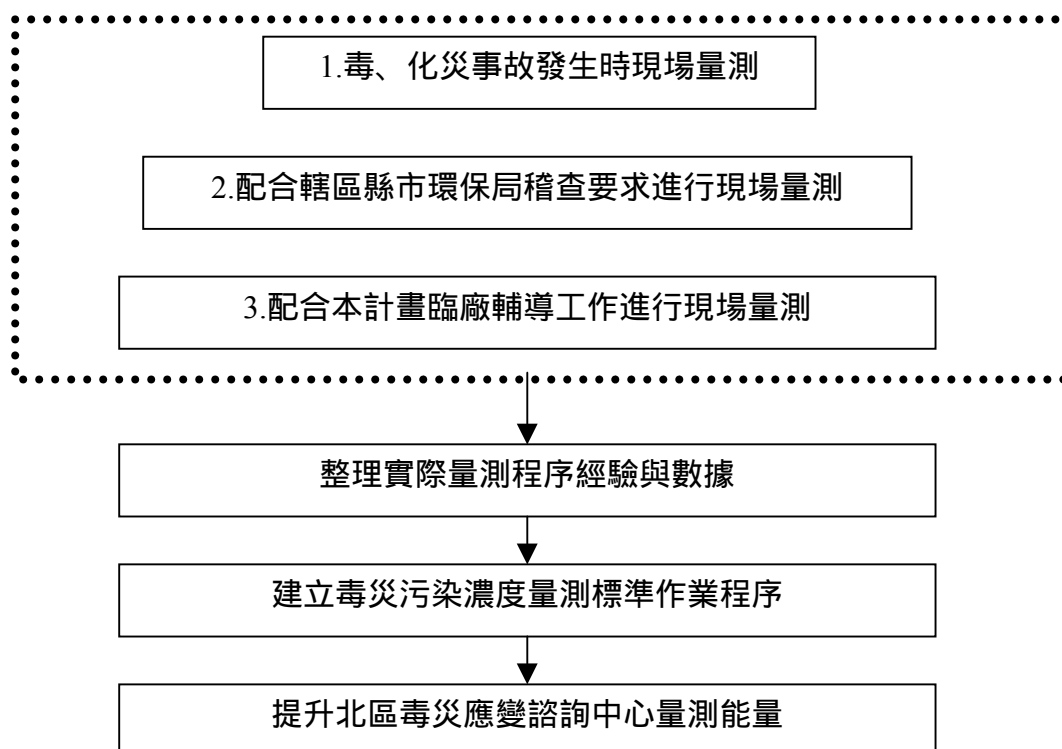 1.毒、化災事故發生時現場量測
2.配合轄區縣市環保局稽查要求進行現場量測
3.配合本計畫臨廠輔導工作進行現場量測
整理實際量測程序經驗與數據
建立毒災污染濃度量測標準作業程序
提升北區毒災應變諮詢中心量測能量